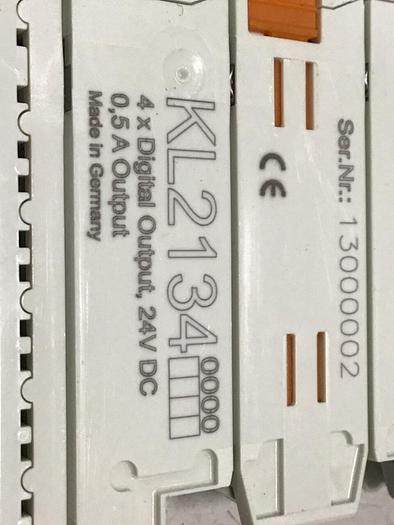 Ser.Nr.: 13000002
CE
KL2134 0000
4 x Digital Output, 24V DC
0,5 A Output
Made in Germany